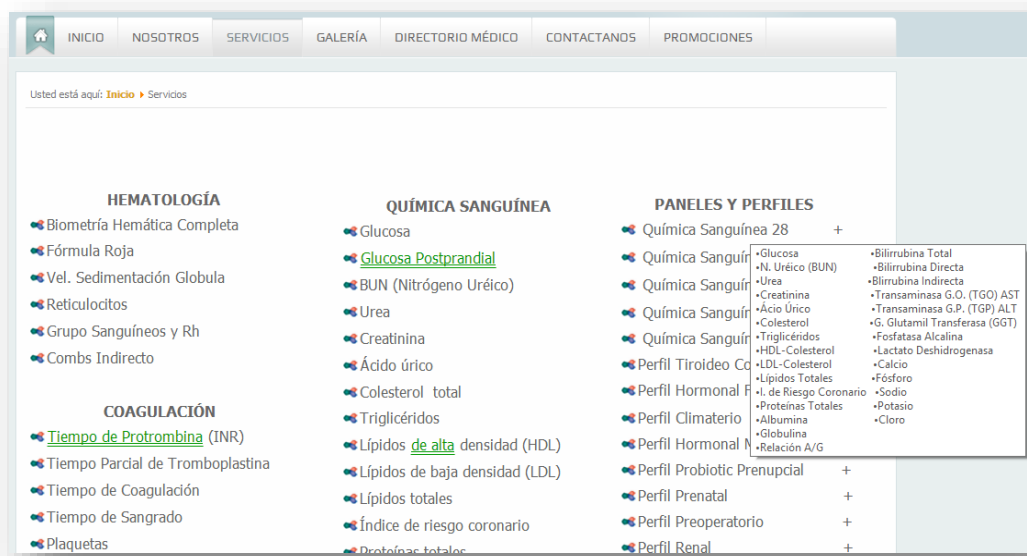 INICIO NOSOTROS SERVICIOS GALERÍA DIRECTORIO MÉDICO CONTACTANOS PROMOCIONES
Usted está aquí: Inicio Servicios
HEMATOLOGÍA
Biometría Hemática Completa
Fórmula Roja
Vel. Sedimentación Globula
Reticulocitos
Grupo Sanguíneos y Rh
Combs Indirecto
COAGULACIÓN
Tiempo de Protrombina (INR)
Tiempo Parcial de Tromboplastina
Tiempo de Coagulación
Tiempo de Sangrado
Plaquetas
QUÍMICA SANGUÍNEA
Glucosa
Glucosa Postprandial
BUN (Nitrógeno Uréico)
Urea
Creatinina
Ácido úrico
Colesterol total
Triglicéridos
Lípidos de alta densidad (HDL)
Lípidos de baja densidad (LDL)
Lípidos totales
Índice de riesgo coronario
Proteínas totales
PANELES Y PERFILES
Química Sanguínea 28 +
Química Sanguín
Química Sanguín
Química Sanguín
Química Sanguín
Perfil Tiroideo Co
Perfil Hormonal F
Perfil Climaterio
Perfil Hormonal M
Perfil Probiotic Prenupcial +
Perfil Prenatal +
Perfil Preoperatorio +
Perfil Renal +
•Glucosa •Bilirrubina Total
•N. Uréico (BUN) •Bilirrubina Directa
•Urea •Blirrubina Indirecta
•Creatinina •Transaminasa G.O. (TGO) AST
•Ácio Úrico •Transaminasa G.P. (TGP) ALT
•Colesterol •G. Glutamil Transferasa (GGT)
•Triglicéridos •Fosfatasa Alcalina
•HDL-Colesterol •Lactato Deshidrogenasa
•LDL-Colesterol •Calcio
•Lípidos Totales •Fósforo
•I. de Riesgo Coronario •Sodio
•Proteínas Totales •Potasio
•Albumina •Cloro
•Globulina
•Relación A/G